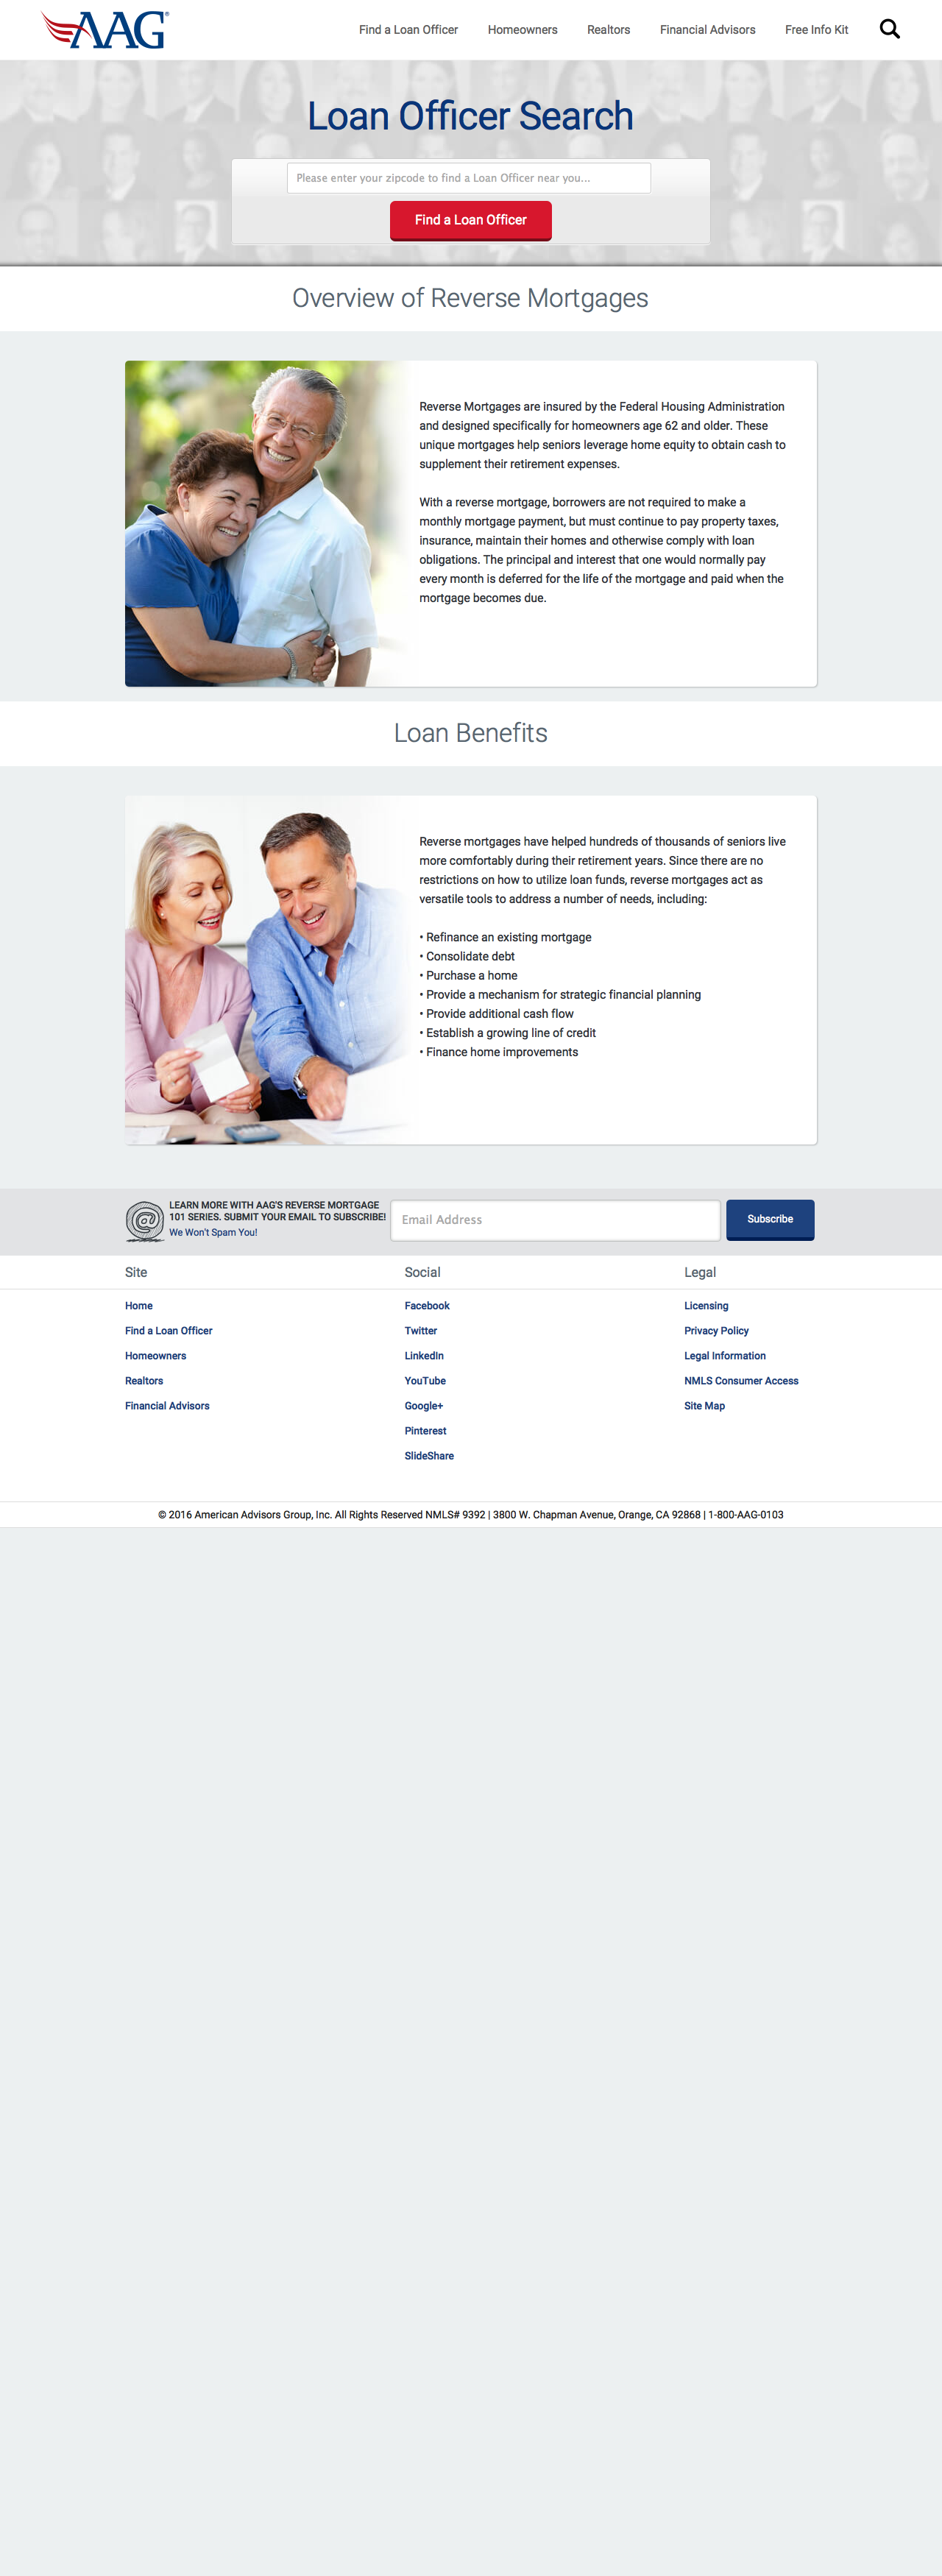 AAG®
Find a Loan Officer
Homeowners
Realtors
Financial Advisors
Free Info Kit
Loan Officer Search
Please enter your zipcode to find a Loan Officer near you...
Find a Loan Officer
Overview of Reverse Mortgages
Reverse Mortgages are insured by the Federal Housing Administration
and designed specifically for homeowners age 62 and older. These
unique mortgages help seniors leverage home equity to obtain cash to
supplement their retirement expenses.
With a reverse mortgage, borrowers are not required to make a
monthly mortgage payment, but must continue to pay property taxes,
insurance, maintain their homes and otherwise comply with loan
obligations. The principal and interest that one would normally pay
every month is deferred for the life of the mortgage and paid when the
mortgage becomes due.
Loan Benefits
Reverse mortgages have helped hundreds of thousands of seniors live
more comfortably during their retirement years. Since there are no
restrictions on how to utilize loan funds, reverse mortgages act as
versatile tools to address a number of needs, including:
• Refinance an existing mortgage
• Consolidate debt
• Purchase a home
• Provide a mechanism for strategic financial planning
• Provide additional cash flow
• Establish a growing line of credit
• Finance home improvements
@
LEARN MORE WITH AAG'S REVERSE MORTGAGE
101 SERIES. SUBMIT YOUR EMAIL TO SUBSCRIBE!
We Won't Spam You!
Email Address
Subscribe
Site
Home
Find a Loan Officer
Homeowners
Realtors
Financial Advisors
Social
Facebook
Twitter
LinkedIn
YouTube
Google+
Pinterest
SlideShare
Legal
Licensing
Privacy Policy
Legal Information
NMLS Consumer Access
Site Map
© 2016 American Advisors Group, Inc. All Rights Reserved NMLS# 9392 | 3800 W. Chapman Avenue, Orange, CA 92868 | 1-800-AAG-0103